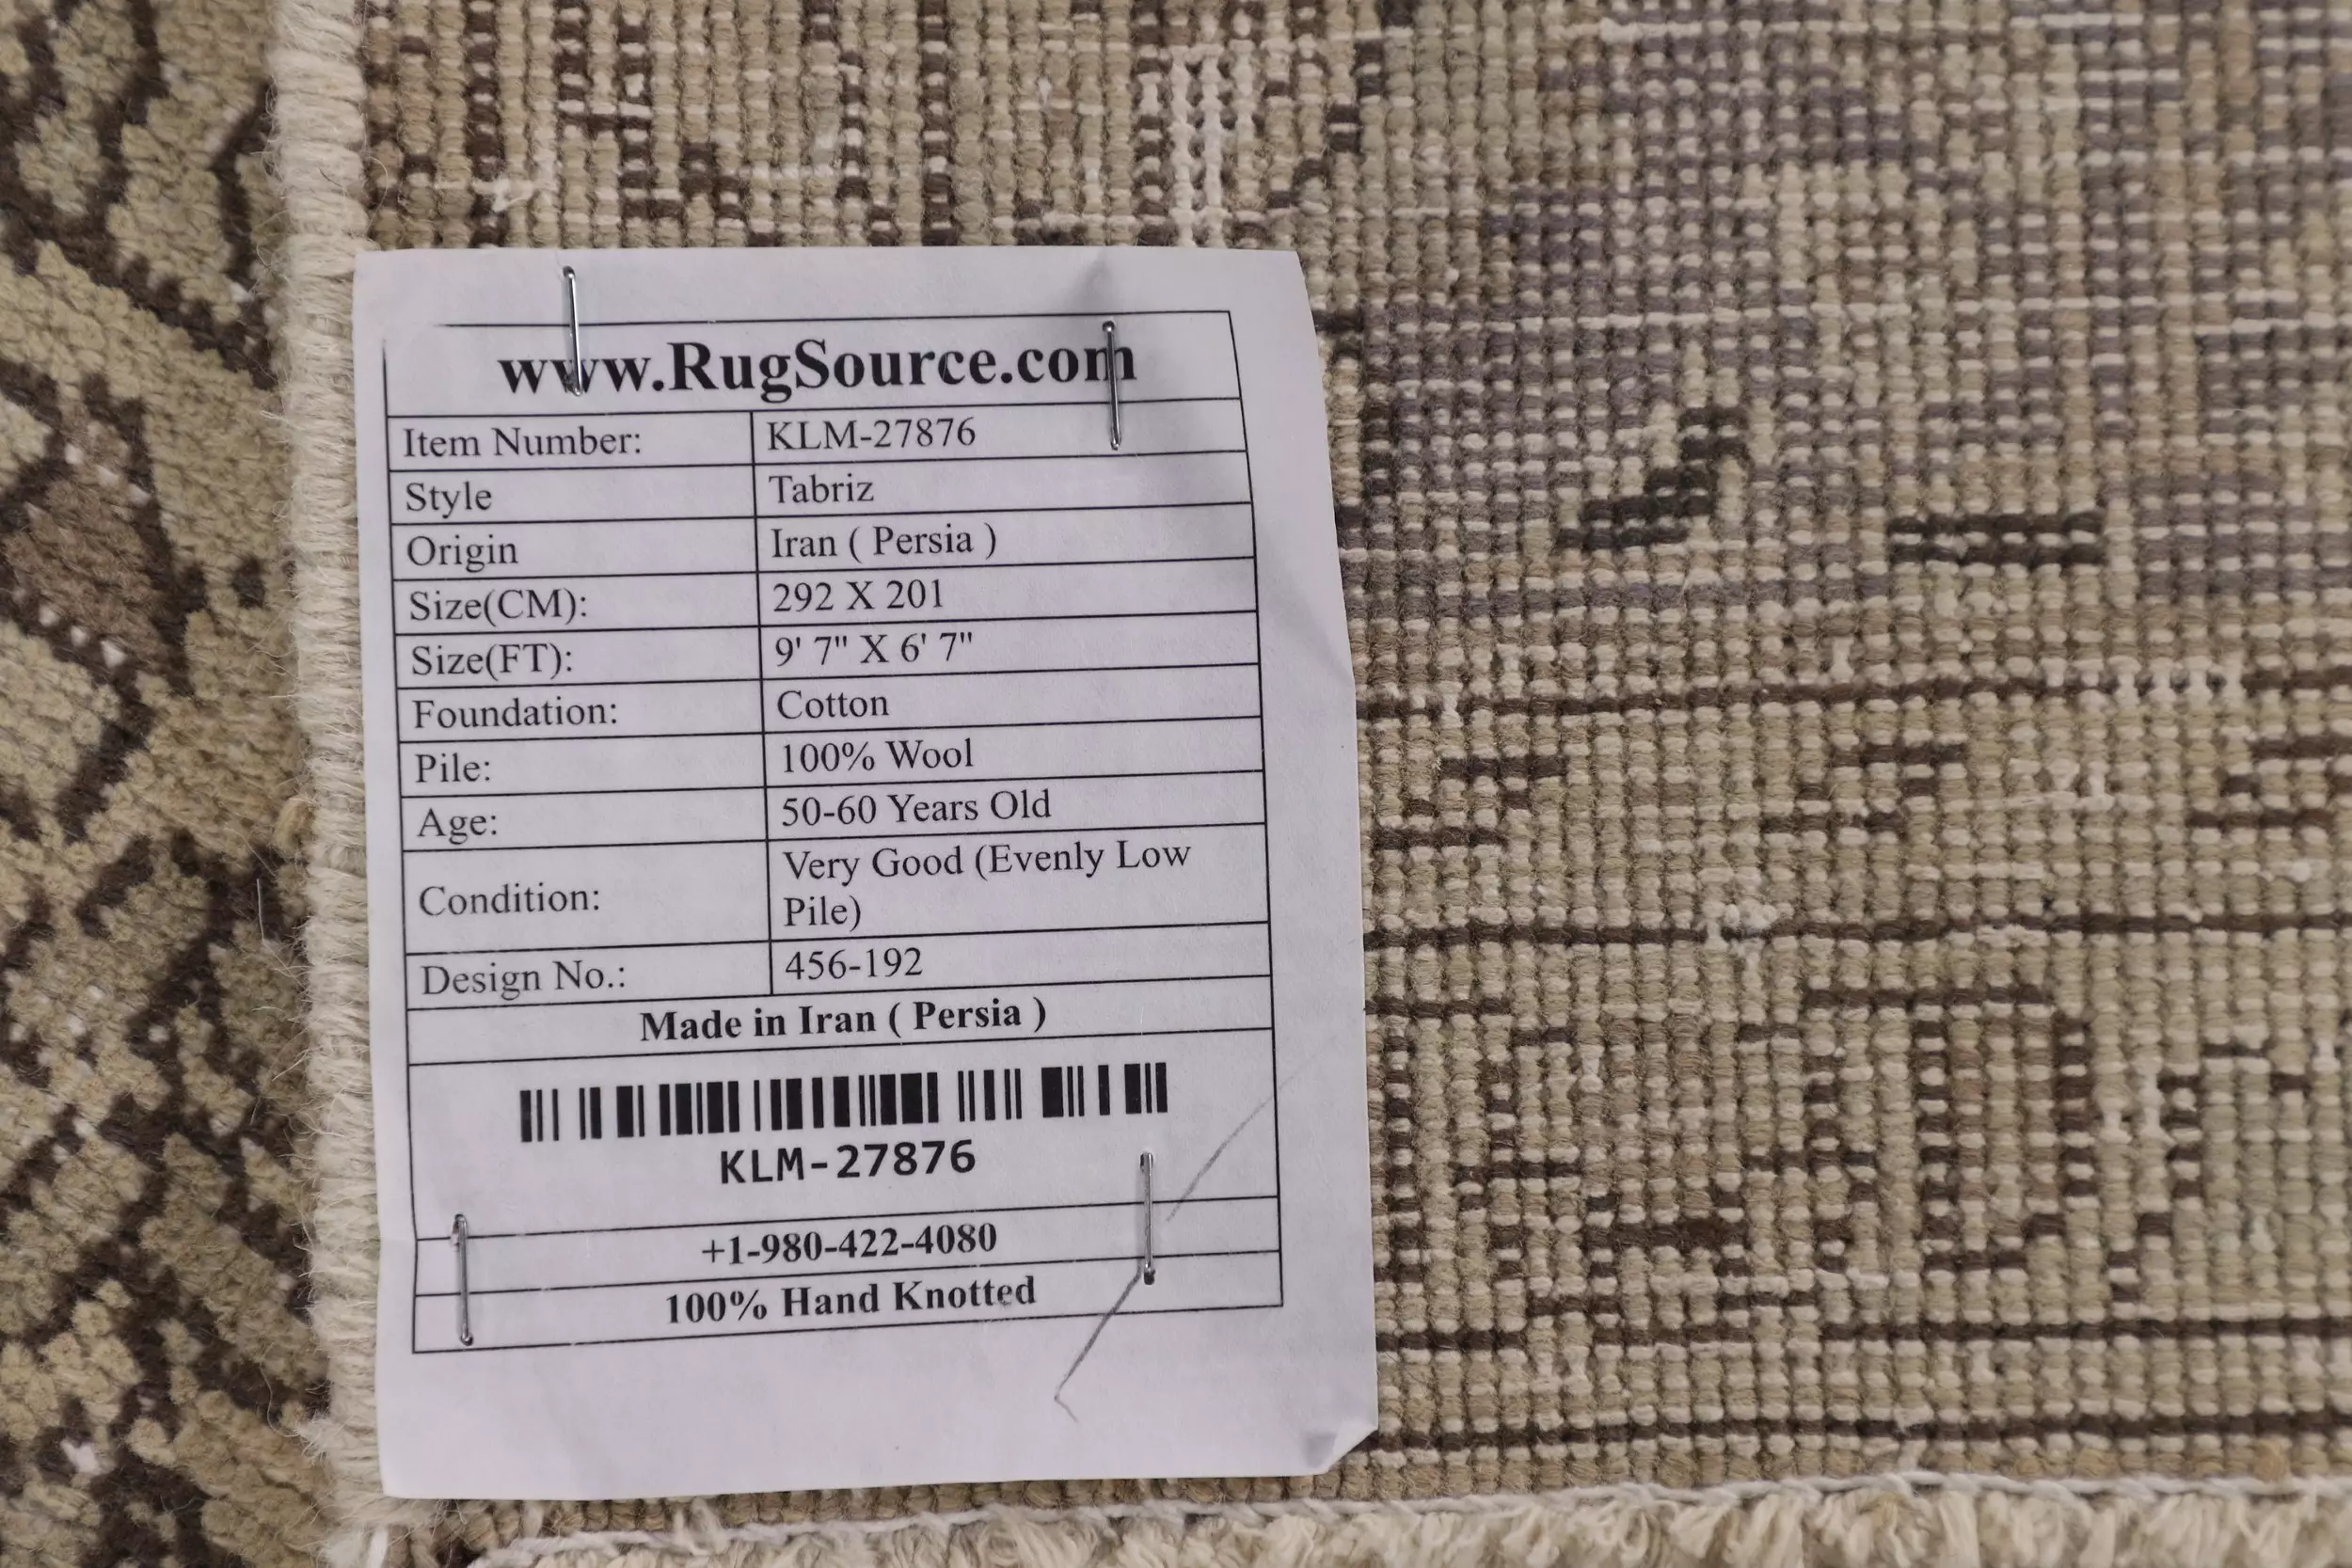 www.RugSource.com
Item Number: KLM-27876
Style Tabriz
Origin Iran ( Persia )
Size(CM): 292 X 201
Size(FT): 9' 7" X 6' 7"
Foundation: Cotton
Pile: 100% Wool
Age: 50-60 Years Old
Condition: Very Good (Evenly Low
Pile)
Design No.: 456-192
Made in Iran ( Persia )
KLM-27876
+1-980-422-4080
100% Hand Knotted